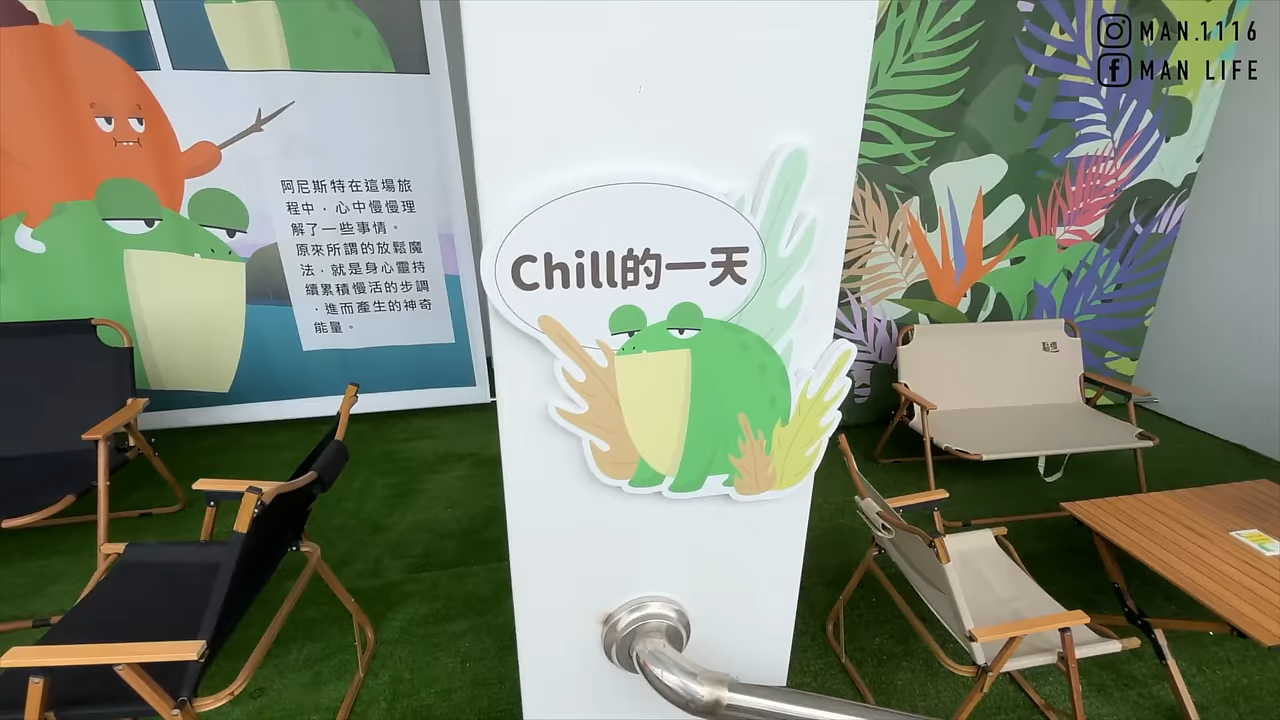 MAN.1116
MAN LIFE
阿尼斯特在這場旅
程中，心中慢慢理
解了一些事情。
原來所謂的放鬆魔
法，就是身心靈持
續累積慢活的步調
，進而產生的神奇
能量。
Chill的一天